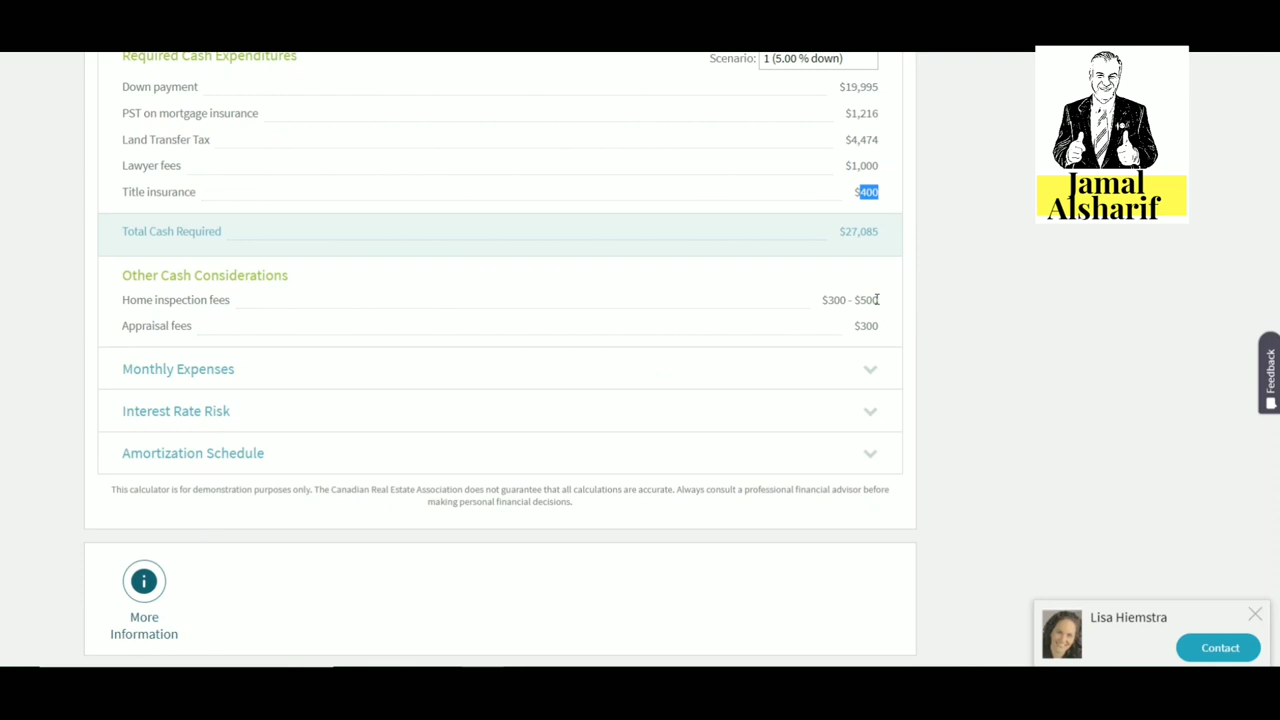 Required Cash Expenditures
Scenario: 1 (5.00 % down)
Down payment $19,995
PST on mortgage insurance $1,216
Land Transfer Tax $4,474
Lawyer fees $1,000
Title insurance $400
Total Cash Required $27,085
Other Cash Considerations
Home inspection fees $300 - $500
Appraisal fees $300
Monthly Expenses
Interest Rate Risk
Amortization Schedule
This calculator is for demonstration purposes only. The Canadian Real Estate Association does not guarantee that all calculations are accurate. Always consult a professional financial advisor before
making personal financial decisions.
i
More
Information
Jamal
Alsharif
Feedback
Lisa Hiemstra
Contact